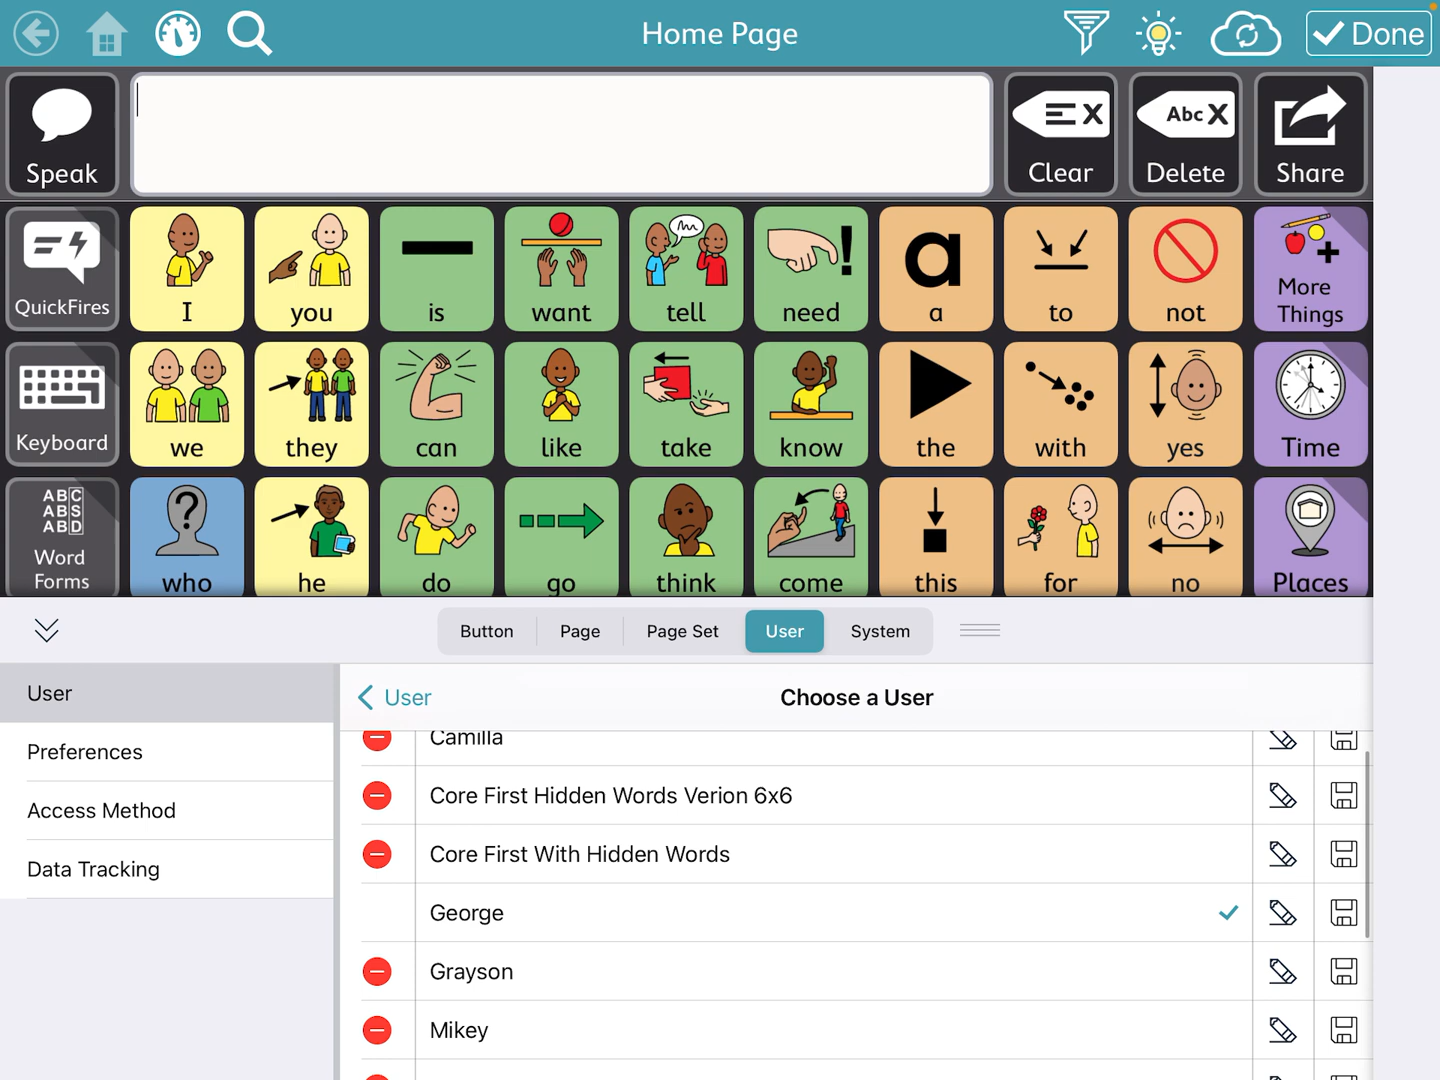 Home Page
Done
Speak
Clear
Abc X
Delete
Share
QuickFires
I
you
is
want
tell
need
a
a
to
not
More
Things
Keyboard
we
they
can
like
take
know
the
with
yes
Time
ABC
ABS
ABD
Word
Forms
who
he
do
go
think
come
this
for
no
Places
Button
Page
Page Set
User
System
User
User
Choose a User
Preferences
Camilla
Core First Hidden Words Verion 6x6
Access Method
Core First With Hidden Words
Data Tracking
George
Grayson
Mikey